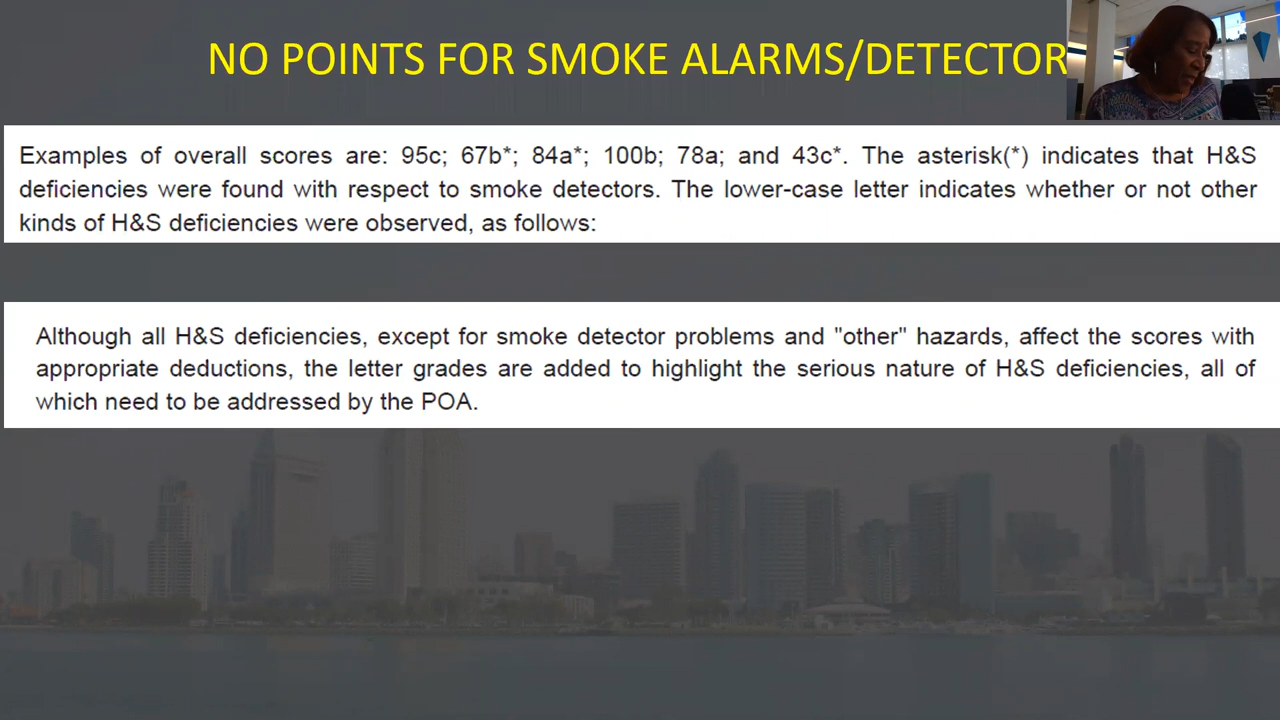 NO POINTS FOR SMOKE ALARMS/DETECTOR
Examples of overall scores are: 95c; 67b*; 84a*; 100b; 78a; and 43c*. The asterisk(*) indicates that H&S
deficiencies were found with respect to smoke detectors. The lower-case letter indicates whether or not other
kinds of H&S deficiencies were observed, as follows:
Although all H&S deficiencies, except for smoke detector problems and "other" hazards, affect the scores with
appropriate deductions, the letter grades are added to highlight the serious nature of H&S deficiencies, all of
which need to be addressed by the POA.